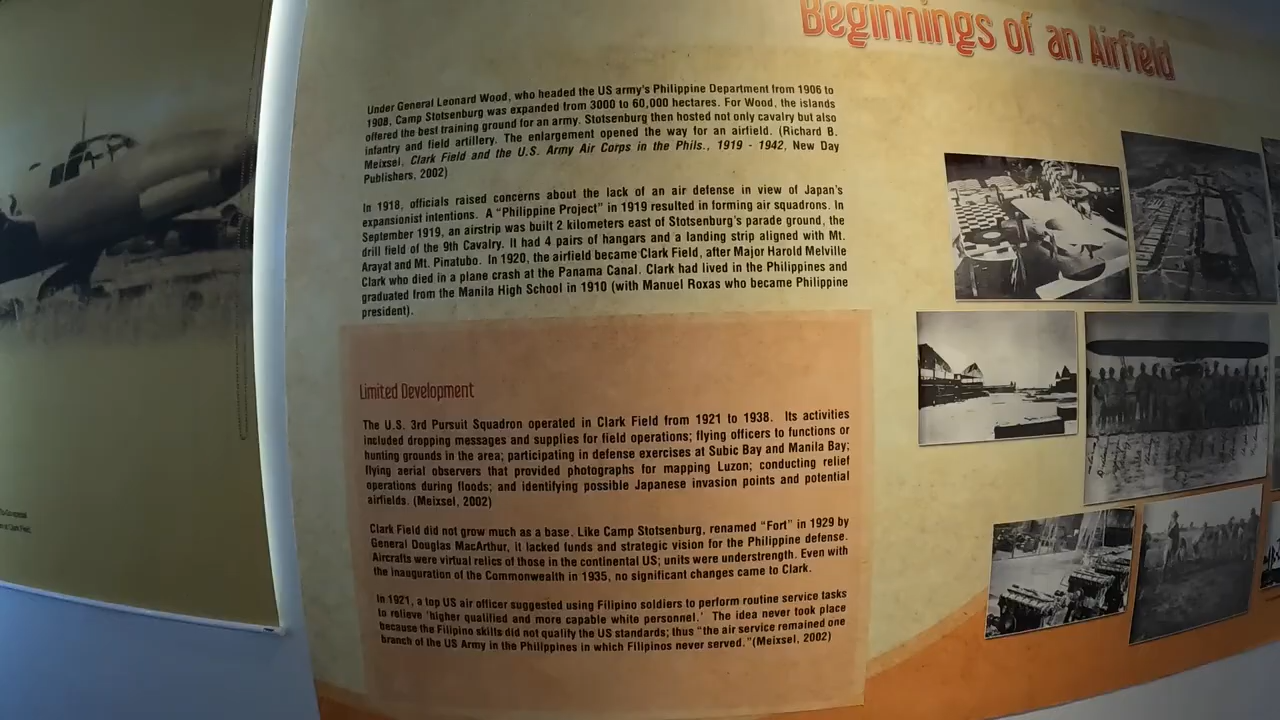 Beginnings of an Airfield
Under General Leonard Wood, who headed the US army's Philippine Department from 1906 to
1908, Camp Stotsenburg was expanded from 3000 to 60,000 hectares. For Wood, the islands
offered the best training ground for an army. Stotsenburg then hosted not only cavalry but also
infantry and field artillery. The enlargement opened the way for an airfield. (Richard B.
Meixsel, Clark Field and the U.S. Army Air Corps in the Phils., 1919 - 1942, New Day
Publishers, 2002)
In 1918, officials raised concerns about the lack of an air defense in view of Japan's
expansionist intentions. A "Philippine Project" in 1919 resulted in forming air squadrons. In
September 1919, an airstrip was built 2 kilometers east of Stotsenburg's parade ground, the
drill field of the 9th Cavalry. It had 4 pairs of hangars and a landing strip aligned with Mt.
Arayat and Mt. Pinatubo. In 1920, the airfield became Clark Field, after Major Harold Melville
Clark who died in a plane crash at the Panama Canal. Clark had lived in the Philippines and
graduated from the Manila High School in 1910 (with Manuel Roxas who became Philippine
president).
Limited Development
The U.S. 3rd Pursuit Squadron operated in Clark Field from 1921 to 1938. Its activities
included dropping messages and supplies for field operations; flying officers to functions or
hunting grounds in the area; participating in defense exercises at Subic Bay and Manila Bay;
flying aerial observers that provided photographs for mapping Luzon; conducting relief
operations during floods; and identifying possible Japanese invasion points and potential
airfields. (Meixsel, 2002)
Clark Field did not grow much as a base. Like Camp Stotsenburg, renamed "Fort" in 1929 by
General Douglas MacArthur, it lacked funds and strategic vision for the Philippine defense.
Aircrafts were virtual relics of those in the continental US; units were understrength. Even with
the inauguration of the Commonwealth in 1935, no significant changes came to Clark.
In 1921, a top US air officer suggested using Filipino soldiers to perform routine service tasks
to relieve 'higher qualified and more capable white personnel.' The idea never took place
because the Filipino skills did not qualify the US standards; thus "the air service remained one
branch of the US Army in the Philippines in which Filipinos never served."(Meixsel, 2002)